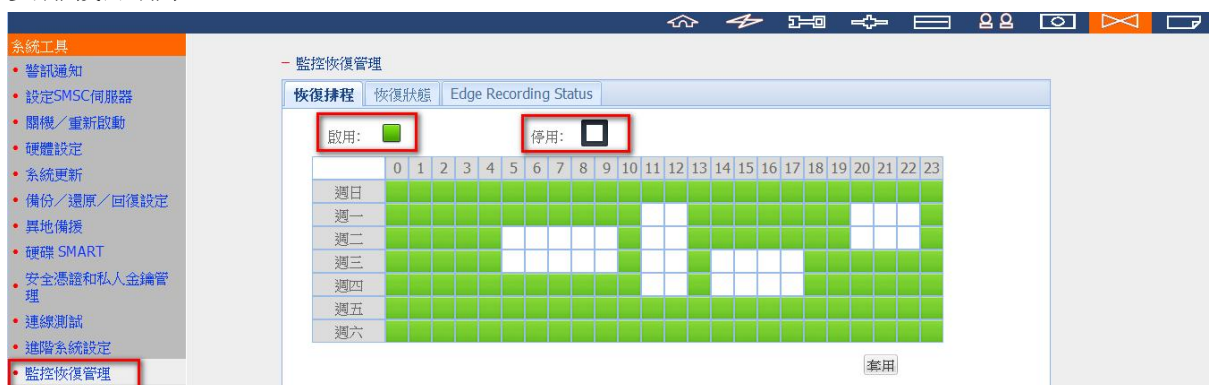 系統工具
• 警訊通知
• 設定SMSC伺服器
• 關機／重新啟動
• 硬體設定
• 系統更新
• 備份／還原／回復設定
• 異地備援
• 硬碟 SMART
• 安全憑證和私人金鑰管
理
• 連線測試
• 進階系統設定
• 監控恢復管理
− 監控恢復管理
恢復排程 恢復狀態 Edge Recording Status
啟用: 停用:
0 1 2 3 4 5 6 7 8 9 10 11 12 13 14 15 16 17 18 19 20 21 22 23
週日
週一
週二
週三
週四
週五
週六
套用